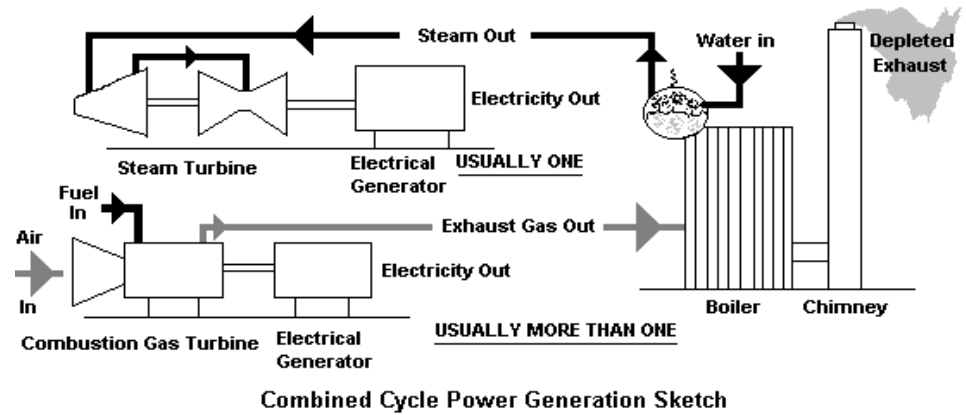 Steam Out
Water in
Depleted
Exhaust
Electricity Out
Steam Turbine
Electrical
Generator
USUALLY ONE
Fuel
In
Air
In
Exhaust Gas Out
Electricity Out
Boiler
Chimney
Combustion Gas Turbine
Electrical
Generator
USUALLY MORE THAN ONE
Combined Cycle Power Generation Sketch